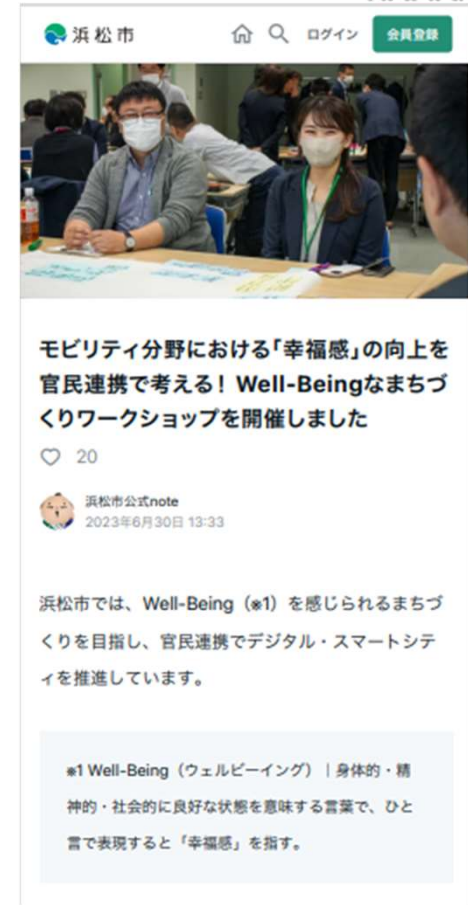 浜松市
ログイン
会員登録
モビリティ分野における「幸福感」の向上を
官民連携で考える！Well-Beingなまちづ
くりワークショップを開催しました
20
浜松市公式note
2023年6月30日 13:33
浜松市では、Well-Being（※1）を感じられるまちづ
くりを目指し、官民連携でデジタル・スマートシテ
ィを推進しています。
※1 Well-Being（ウェルビーイング）｜身体的・精
神的・社会的に良好な状態を意味する言葉で、ひと
言で表現すると「幸福感」を指す。